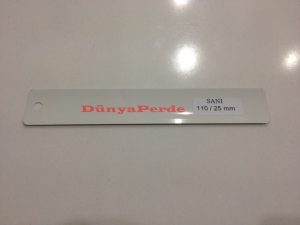 DünyaPerde
SANI
110 / 25 mm